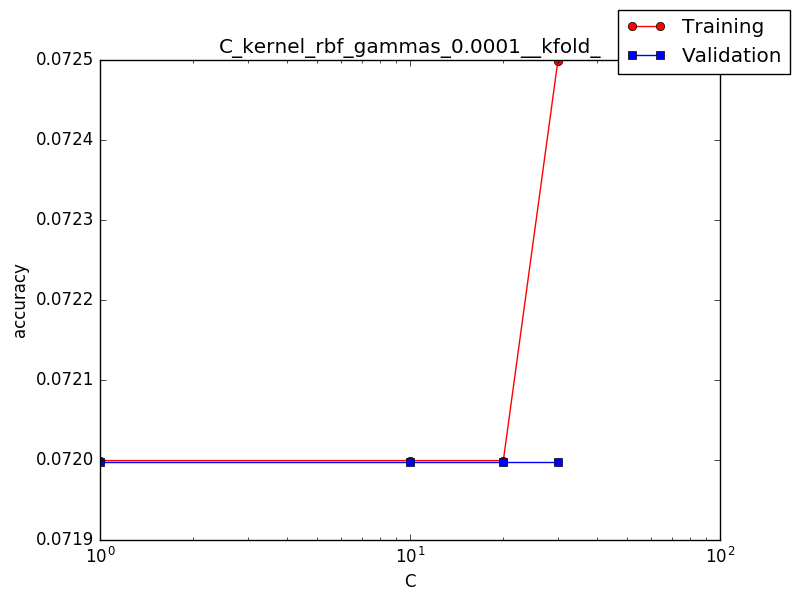 C_kernel_rbf_gammas_0.0001__kfold_
Training
Validation
0.0725
0.0724
0.0723
0.0722
0.0721
0.0720
0.0719
accuracy
10^0
10^1
10^2
C